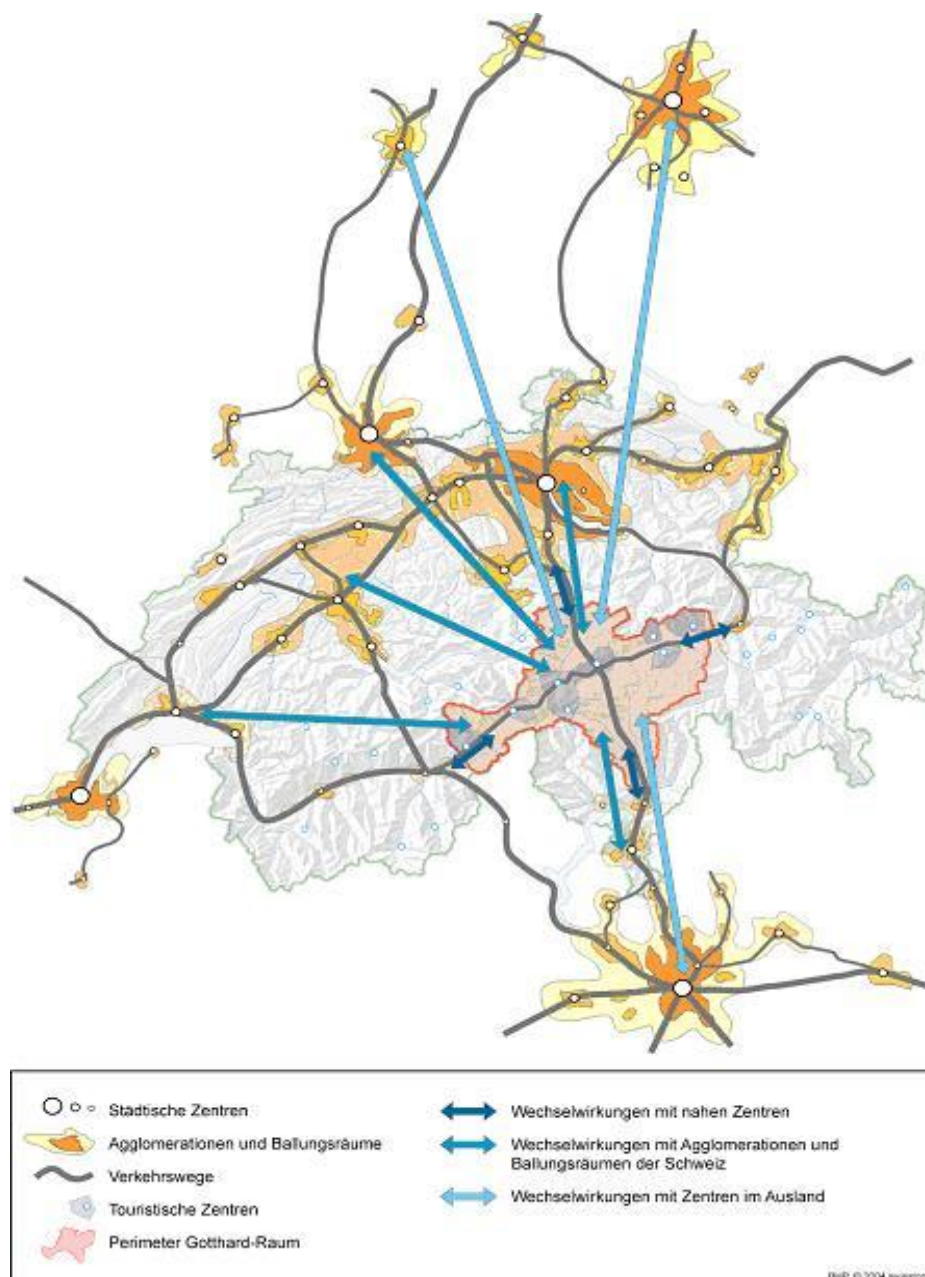 Städtische Zentren
Agglomerationen und Ballungsräume
Verkehrswege
Touristische Zentren
Perimeter Gotthard-Raum
Wechselwirkungen mit nahen Zentren
Wechselwirkungen mit Agglomerationen und
Ballungsräumen der Schweiz
Wechselwirkungen mit Zentren im Ausland
© 2004